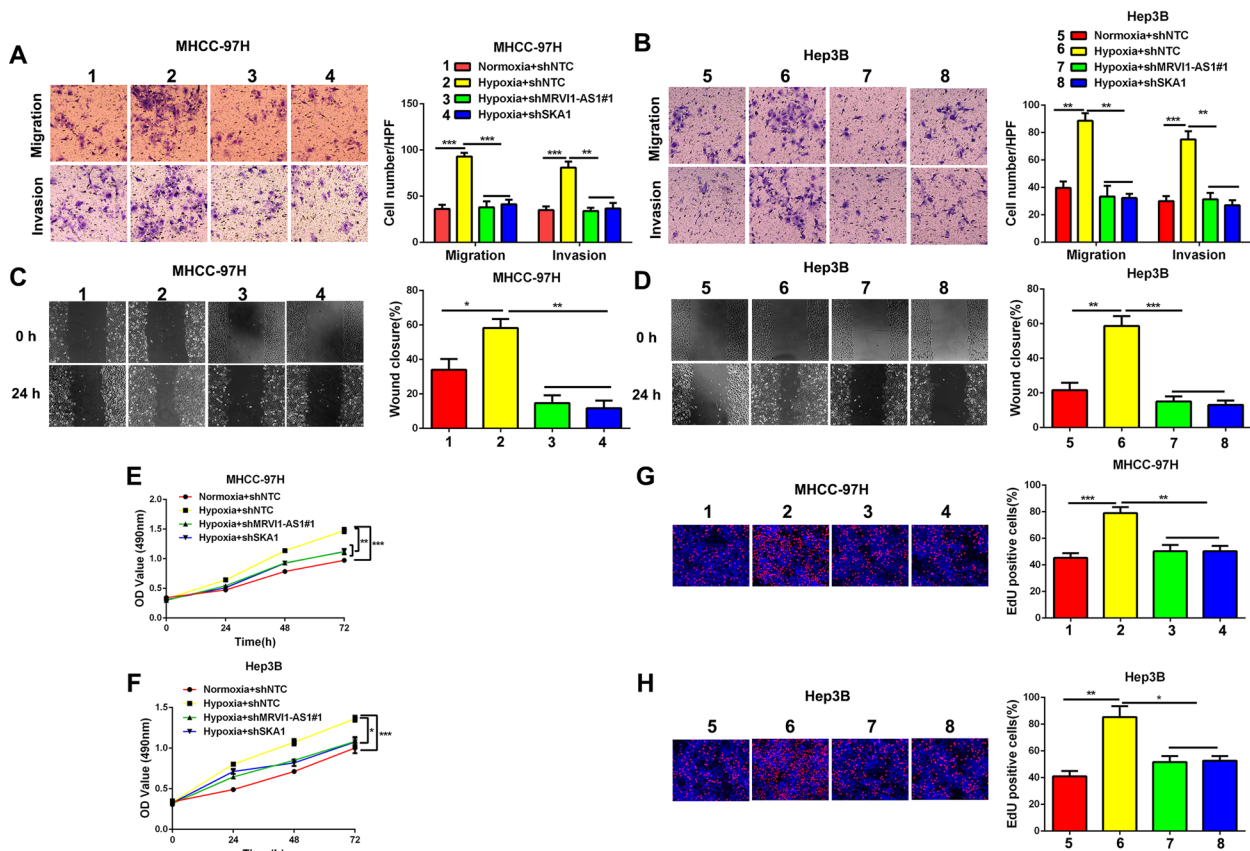 A
MHCC-97H
1 2 3 4
Migration
Invasion
MHCC-97H
1 Normoxia+shNTC
2 Hypoxia+shNTC
3 Hypoxia+shMRVI1-AS1#1
4 Hypoxia+shSKA1
Cell number/HPF
150
100
50
0
*** *** *** **
Migration Invasion
B
Hep3B
5 6 7 8
Migration
Invasion
Hep3B
5 Normoxia+shNTC
6 Hypoxia+shNTC
7 Hypoxia+shMRVI1-AS1#1
8 Hypoxia+shSKA1
Cell number/HPF
100
80
60
40
20
0
** ** *** **
Migration Invasion
C
MHCC-97H
1 2 3 4
0 h
24 h
MHCC-97H
Wound closure(%)
80
60
40
20
0
* **
1 2 3 4
D
Hep3B
5 6 7 8
0 h
24 h
Hep3B
Wound closure(%)
80
60
40
20
0
** ***
5 6 7 8
E
MHCC-97H
Normoxia+shNTC
Hypoxia+shNTC
Hypoxia+shMRVI1-AS1#1
Hypoxia+shSKA1
OD Value (490nm)
2.0
1.5
1.0
0.5
0.0
** ***
0 24 48 72
Time(h)
F
Hep3B
Normoxia+shNTC
Hypoxia+shNTC
Hypoxia+shMRVI1-AS1#1
Hypoxia+shSKA1
OD Value (490nm)
1.5
1.0
0.5
0.0
* ***
0 24 48 72
Time(h)
G
MHCC-97H
1 2 3 4
MHCC-97H
EdU positive cells(%)
100
80
60
40
20
0
*** **
1 2 3 4
H
Hep3B
5 6 7 8
Hep3B
EdU positive cells(%)
100
80
60
40
20
0
** *
5 6 7 8